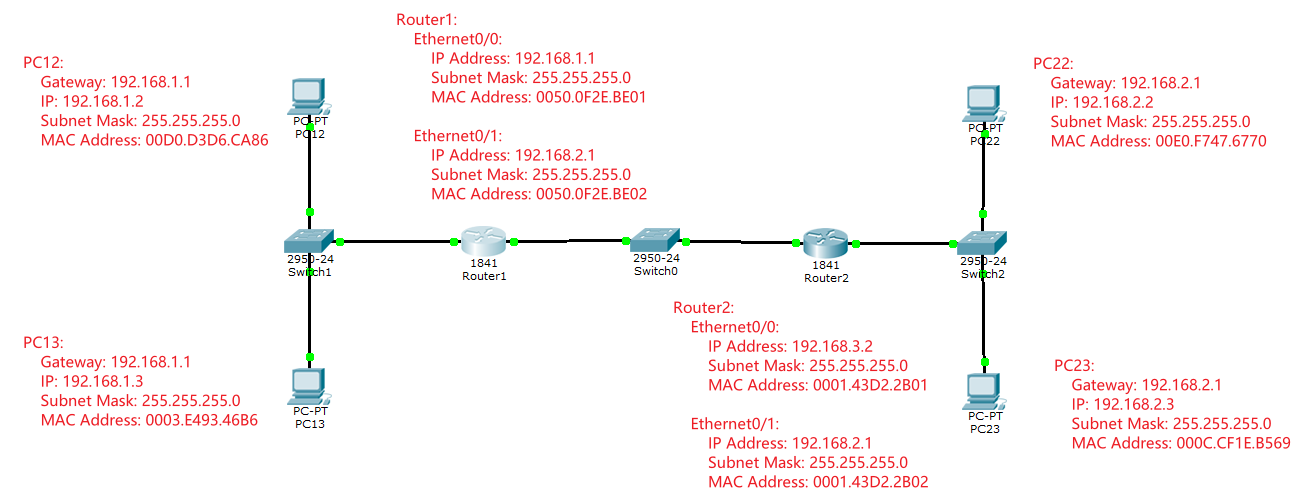 Router1:
Ethernet0/0:
IP Address: 192.168.1.1
Subnet Mask: 255.255.255.0
MAC Address: 0050.0F2E.BE01
Ethernet0/1:
IP Address: 192.168.2.1
Subnet Mask: 255.255.255.0
MAC Address: 0050.0F2E.BE02
PC12:
Gateway: 192.168.1.1
IP: 192.168.1.2
Subnet Mask: 255.255.255.0
MAC Address: 00D0.D3D6.CA86
PC-PT
PC12
PC22:
Gateway: 192.168.2.1
IP: 192.168.2.2
Subnet Mask: 255.255.255.0
MAC Address: 00E0.F747.6770
PC-PT
PC22
2950-24
Switch1
1841
Router1
2950-24
Switch0
1841
Router2
2950-24
Switch2
PC13:
Gateway: 192.168.1.1
IP: 192.168.1.3
Subnet Mask: 255.255.255.0
MAC Address: 0003.E493.46B6
PC-PT
PC13
Router2:
Ethernet0/0:
IP Address: 192.168.3.2
Subnet Mask: 255.255.255.0
MAC Address: 0001.43D2.2B01
Ethernet0/1:
IP Address: 192.168.2.1
Subnet Mask: 255.255.255.0
MAC Address: 0001.43D2.2B02
PC23:
Gateway: 192.168.2.1
IP: 192.168.2.3
Subnet Mask: 255.255.255.0
MAC Address: 000C.CF1E.B569
PC-PT
PC23